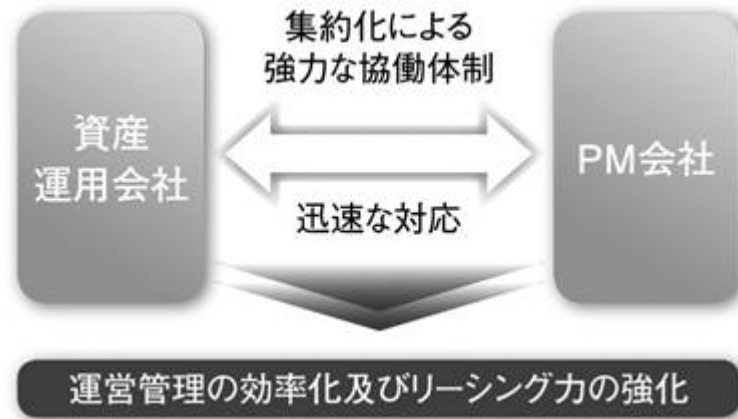 集約化による
強力な協働体制
資産
運用会社
PM会社
迅速な対応
運営管理の効率化及びリーシング力の強化